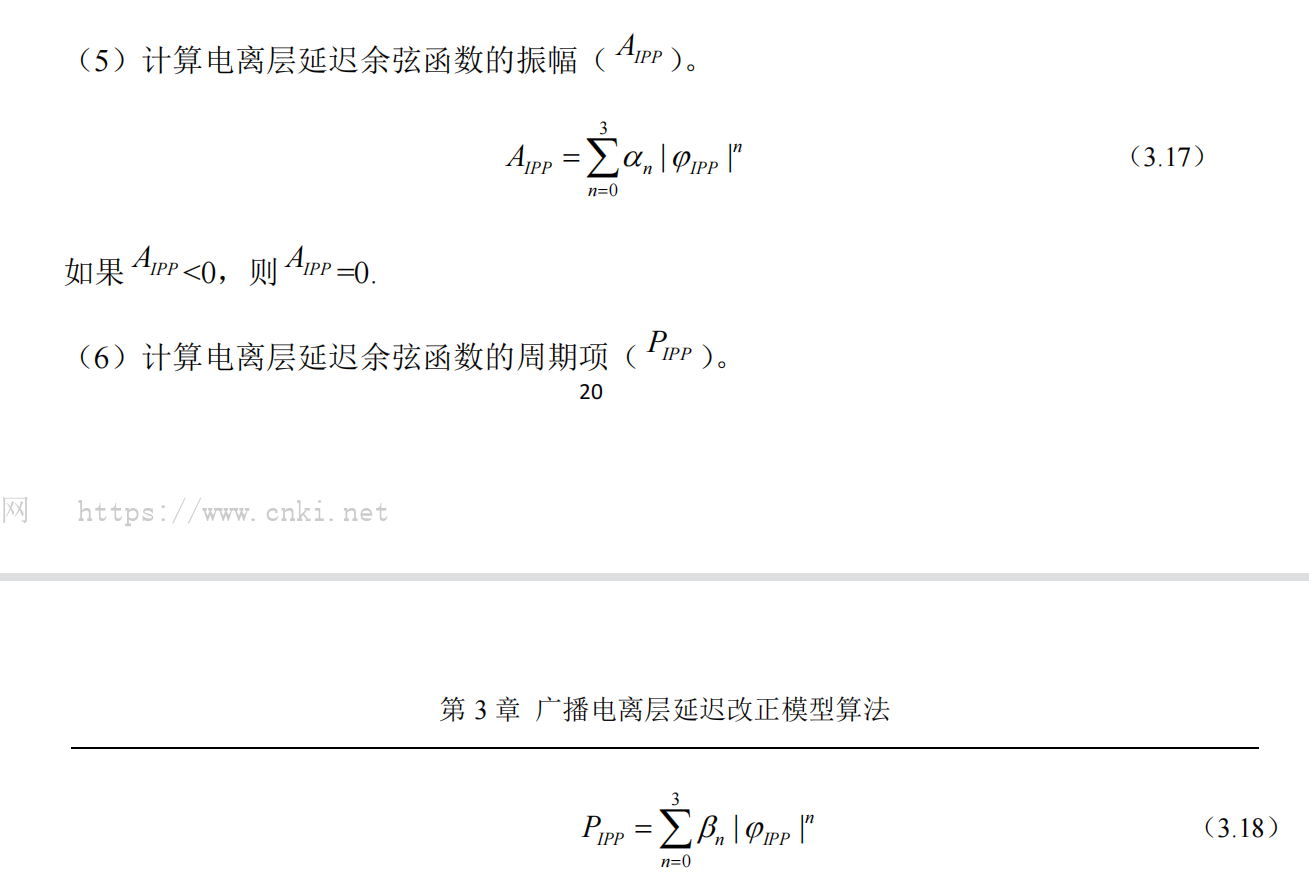 （5）计算电离层延迟余弦函数的振幅（A_{IPP}）。
A_{IPP} = \sum_{n=0}^{3} α_n | φ_{IPP} |^n （3.17）
如果 A_{IPP} <0，则 A_{IPP} =0.
（6）计算电离层延迟余弦函数的周期项（P_{IPP}）。
20
网 https://www.cnki.net
第 3 章 广播电离层延迟改正模型算法
P_{IPP} = \sum_{n=0}^{3} β_n | φ_{IPP} |^n （3.18）